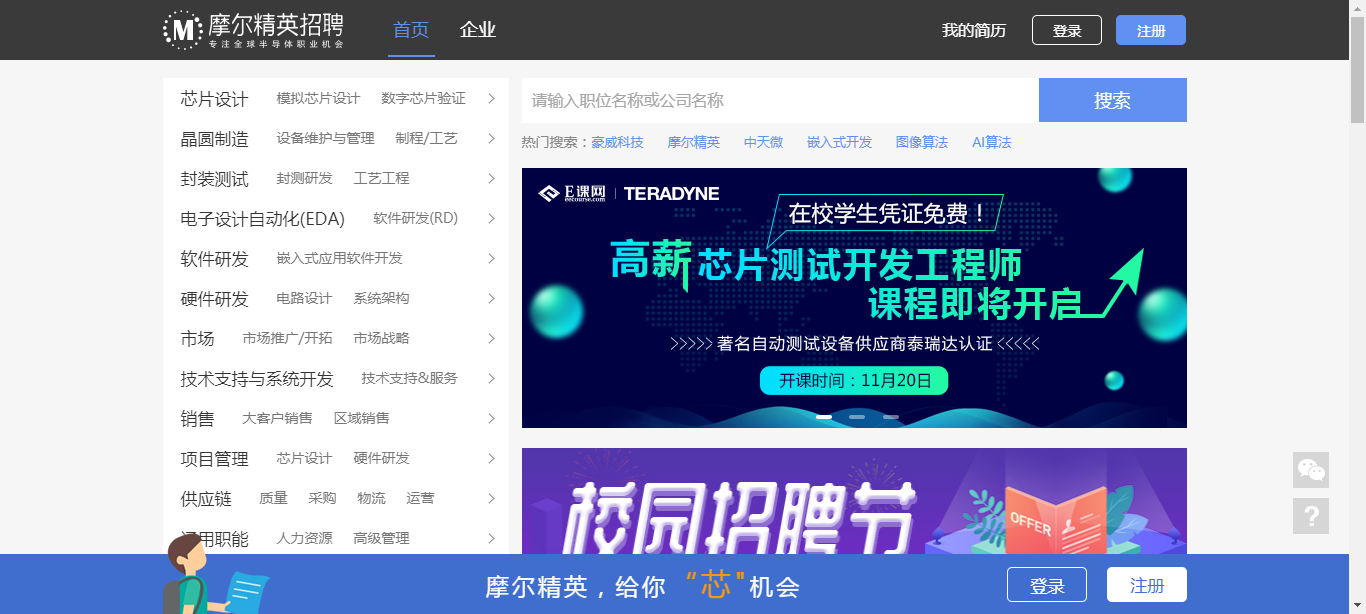 摩尔精英招聘
专注全球半导体职业机会
首页 企业 我的简历 登录 注册
芯片设计 模拟芯片设计 数字芯片验证
晶圆制造 设备维护与管理 制程/工艺
封装测试 封测研发 工艺工程
电子设计自动化(EDA) 软件研发(RD)
软件研发 嵌入式应用软件开发
硬件研发 电路设计 系统架构
市场 市场推广/开拓 市场战略
技术支持与系统开发 技术支持&服务
销售 大客户销售 区域销售
项目管理 芯片设计 硬件研发
供应链 质量 采购 物流 运营
用职能 人力资源 高级管理
请输入职位名称或公司名称 搜索
热门搜索：豪威科技 摩尔精英 中天微 嵌入式开发 图像算法 AI算法
E课网 eecourse.com TERADYNE
在校学生凭证免费！
高薪芯片测试开发工程师
课程即将开启
>>>>> 著名自动测试设备供应商泰瑞达认证 <<<<<
开课时间：11月20日
校园招聘节
OFFER
?
摩尔精英，给你 “芯”机会 登录 注册